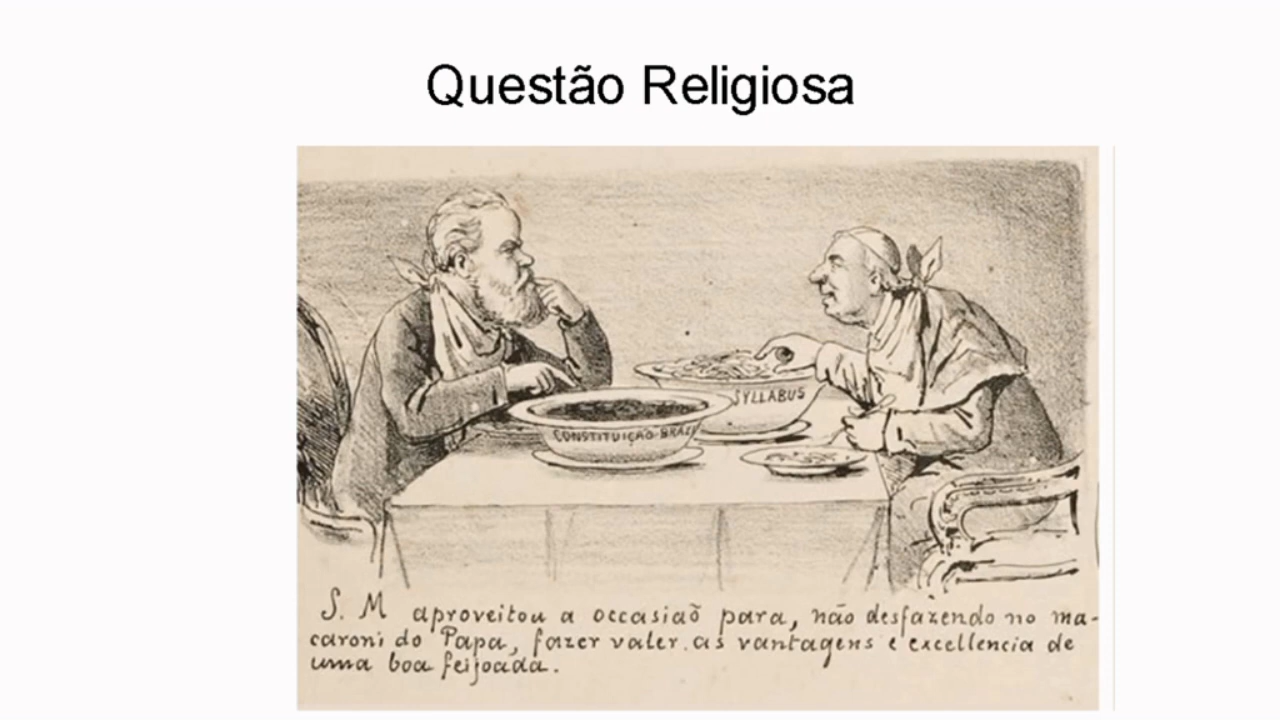 Questão Religiosa
SYLLABUS
CONSTITUIÇÃO BRAZI
S. M aproveitou a occasiaõ para, não desfazendo no ma-
caroni do Papa, fazer valer as vantagens e excellencia de
uma boa feijoada.